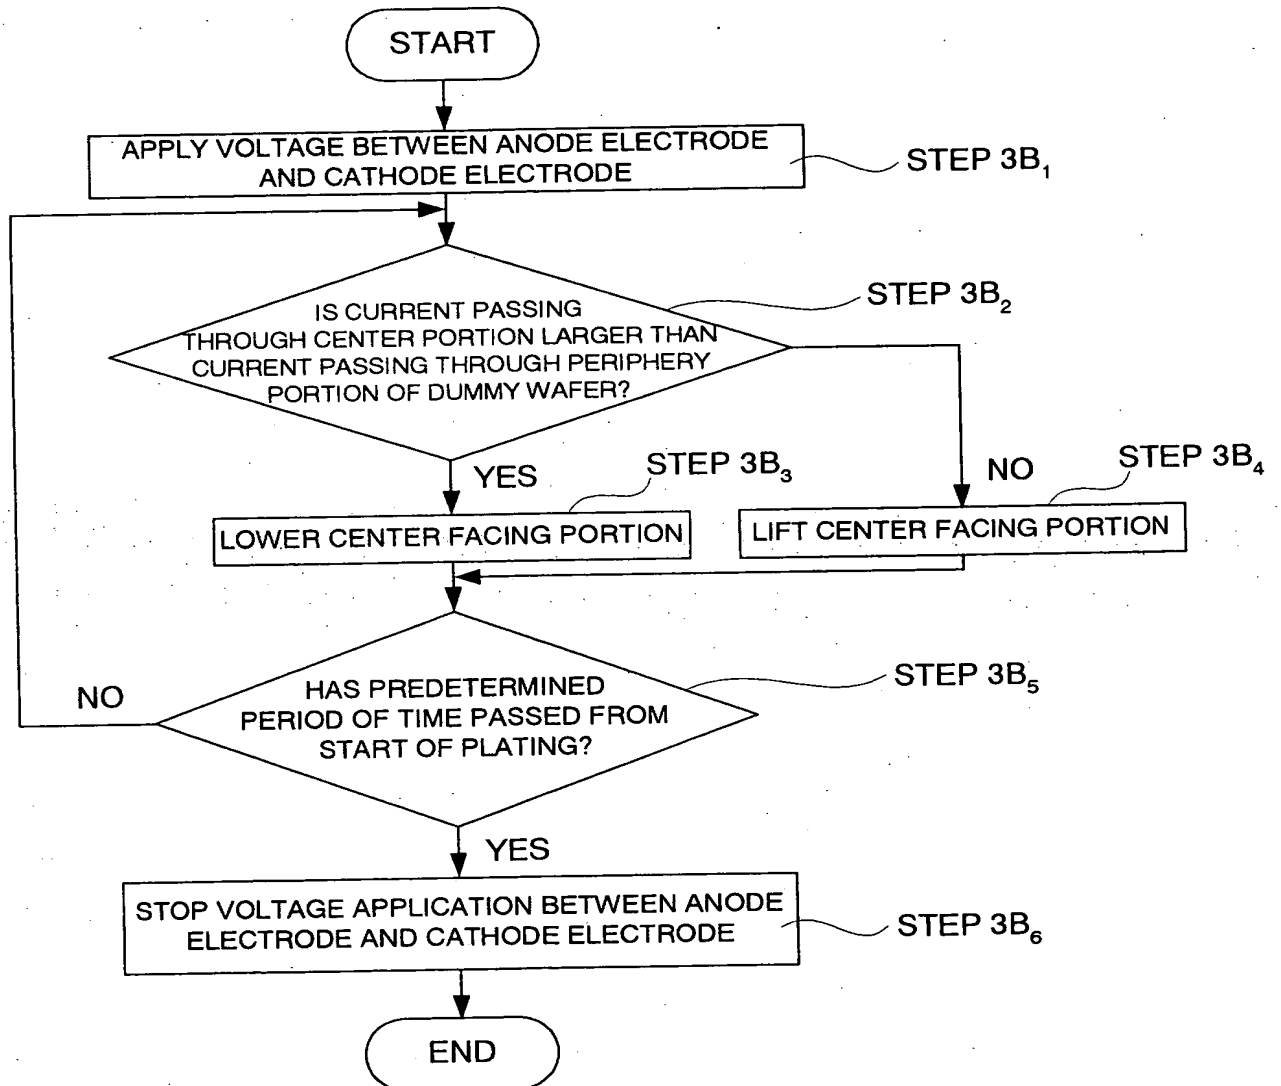 START
APPLY VOLTAGE BETWEEN ANODE ELECTRODE
AND CATHODE ELECTRODE
STEP 3B1
IS CURRENT PASSING
THROUGH CENTER PORTION LARGER THAN
CURRENT PASSING THROUGH PERIPHERY
PORTION OF DUMMY WAFER?
STEP 3B2
YES
STEP 3B3
NO
STEP 3B4
LOWER CENTER FACING PORTION
LIFT CENTER FACING PORTION
HAS PREDETERMINED
PERIOD OF TIME PASSED FROM
START OF PLATING?
STEP 3B5
NO
YES
STOP VOLTAGE APPLICATION BETWEEN ANODE
ELECTRODE AND CATHODE ELECTRODE
STEP 3B6
END